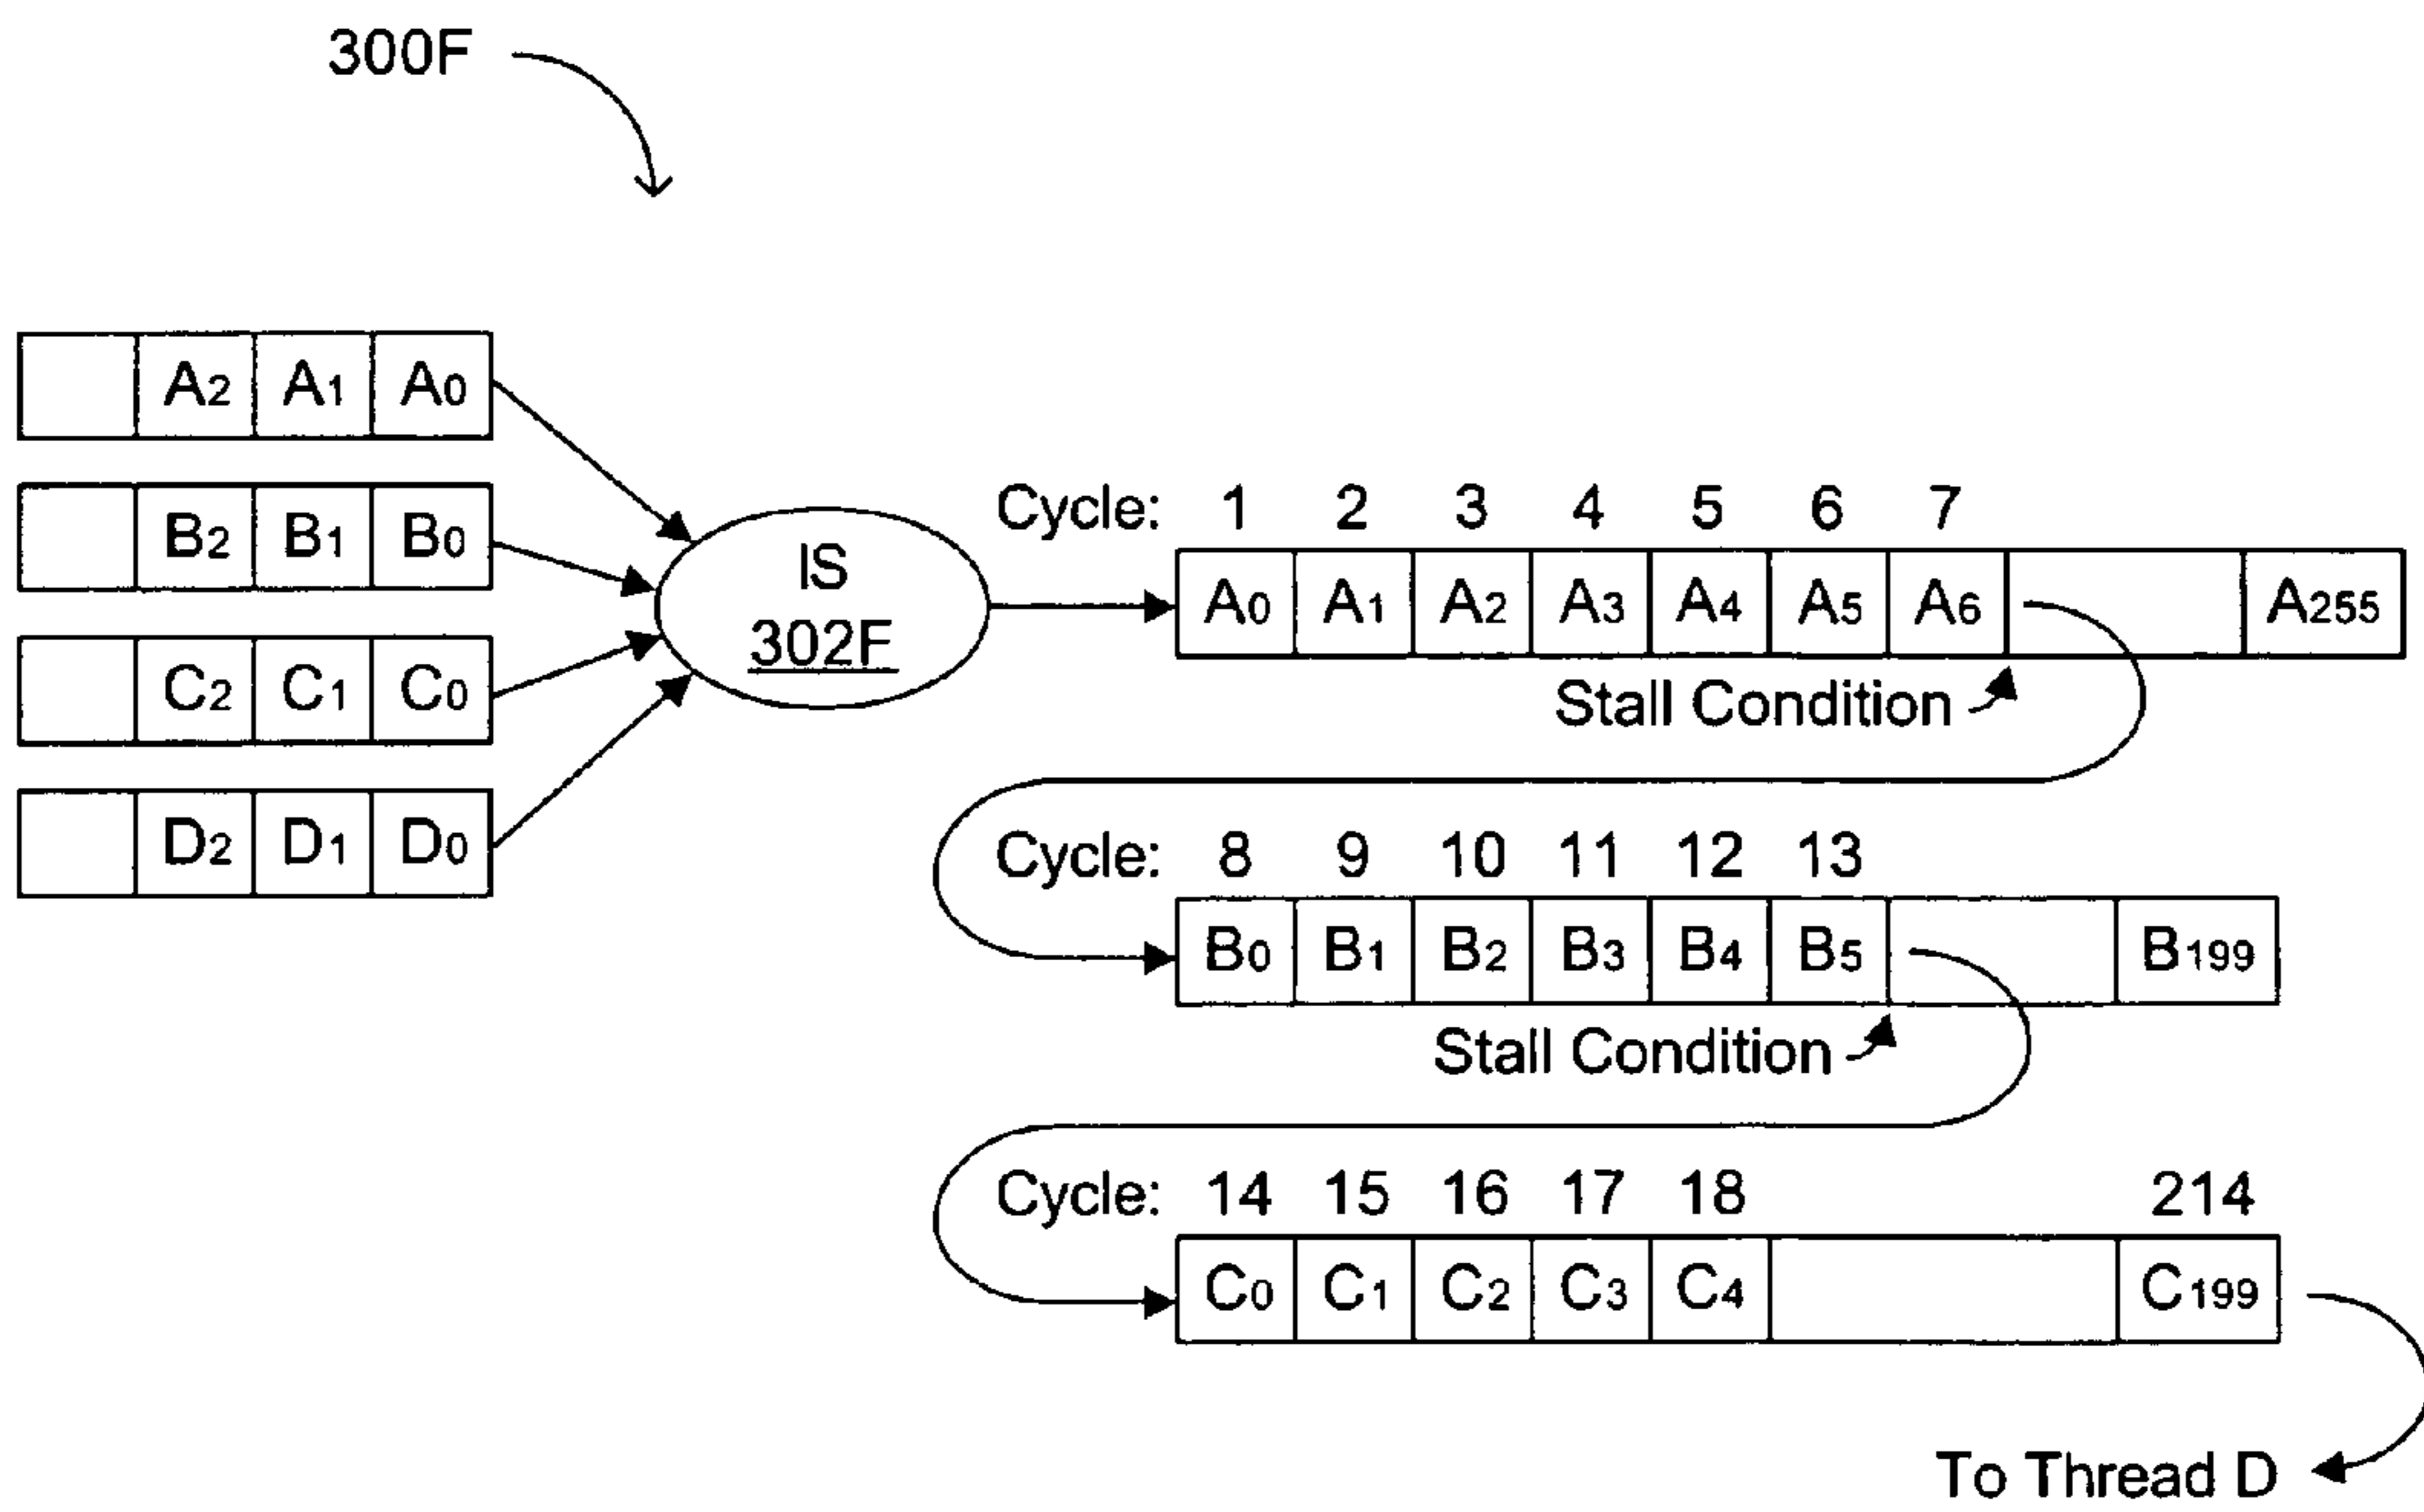 300F
A2 A1 A0
B2 B1 B0
C2 C1 C0
D2 D1 D0
IS
302F
Cycle: 1 2 3 4 5 6 7
A0 A1 A2 A3 A4 A5 A6 A255
Stall Condition
Cycle: 8 9 10 11 12 13
B0 B1 B2 B3 B4 B5 B199
Stall Condition
Cycle: 14 15 16 17 18 214
C0 C1 C2 C3 C4 C199
To Thread D